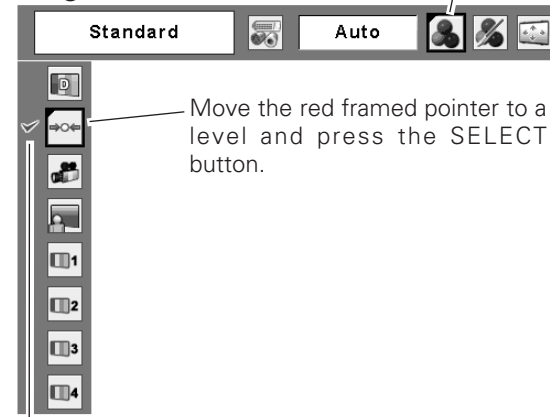 Standard
Auto
D
Move the red framed pointer to a
level and press the SELECT
button.
1
2
3
4